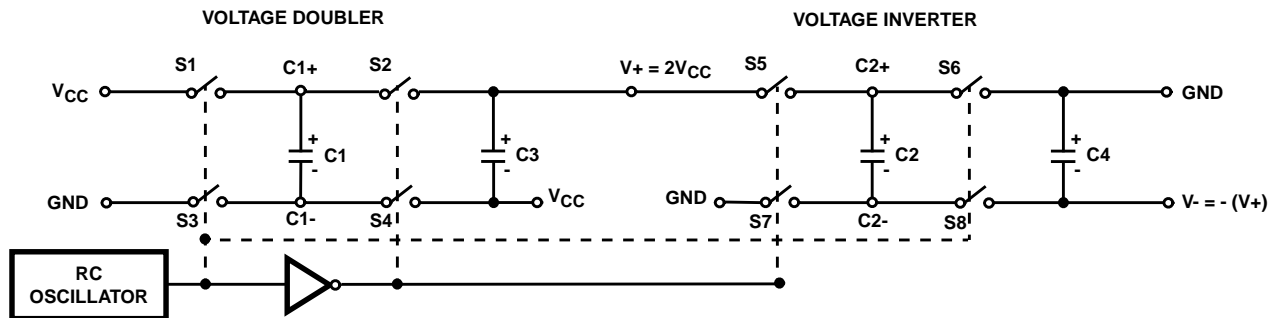 VOLTAGE DOUBLER
VOLTAGE INVERTER
S1 C1+ S2 V+ = 2VCC S5 C2+ S6
VCC GND
+ + + +
C1 C3 C2 C4
- - - -
GND VCC GND V- = - (V+)
S3 C1- S4 S7 C2- S8
RC
OSCILLATOR